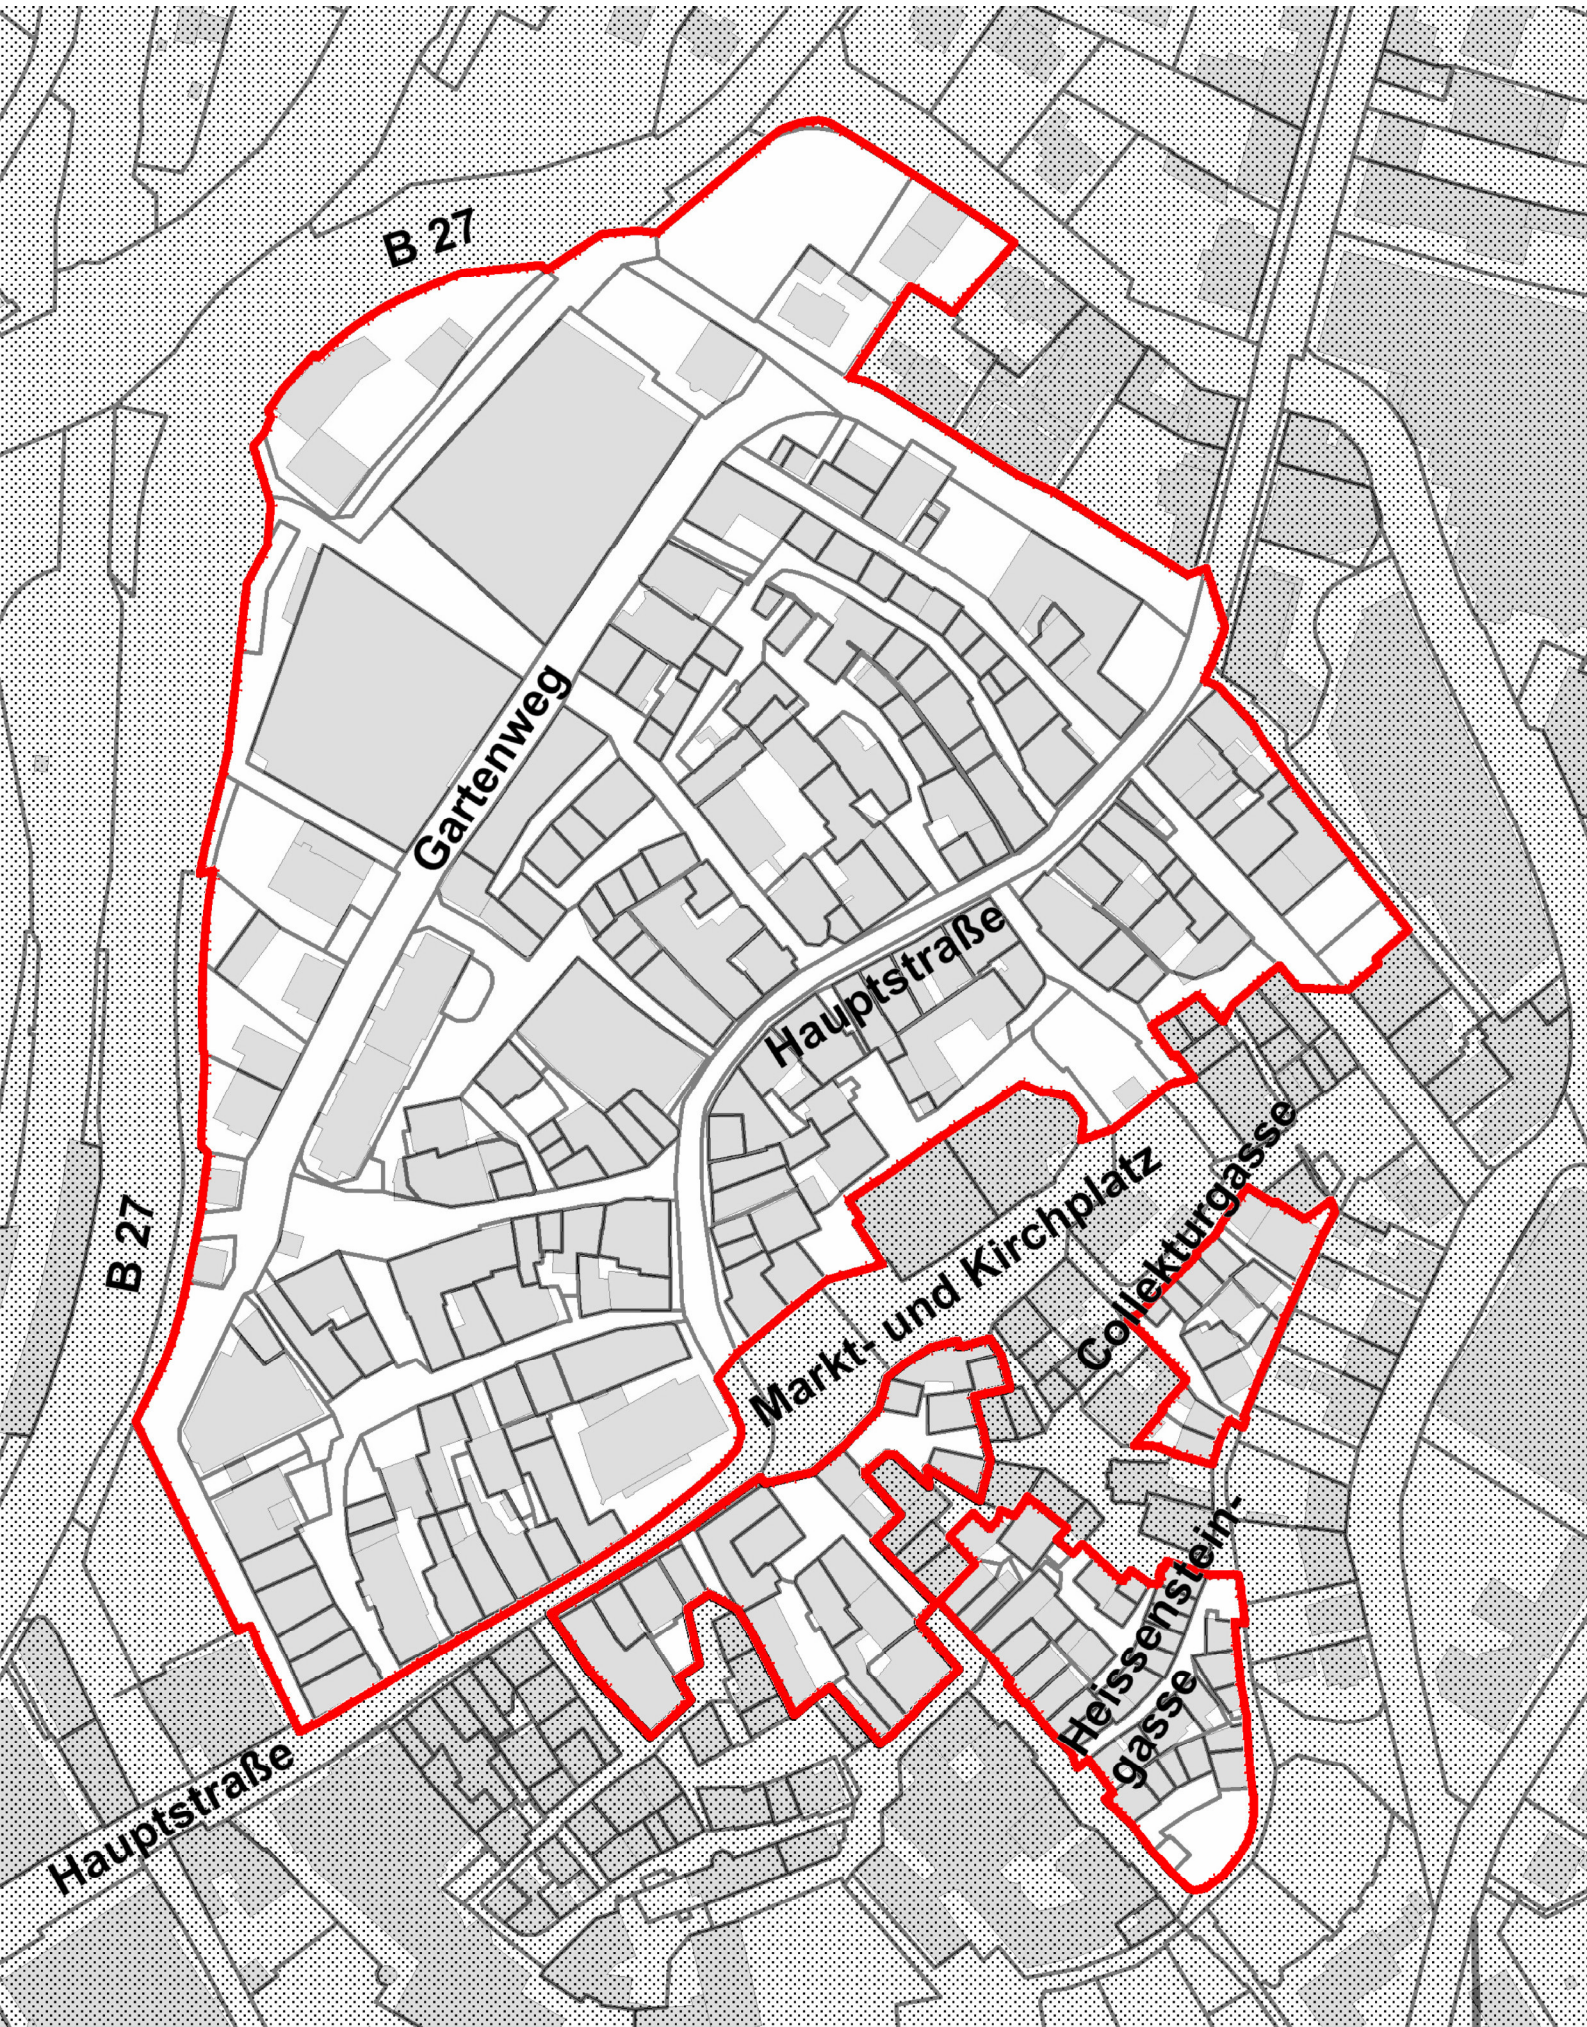 B 27
Gartenweg
Hauptstraße
Collekturgasse
Markt- und Kirchplatz
B 27
Heissenstein-
gasse
Hauptstraße